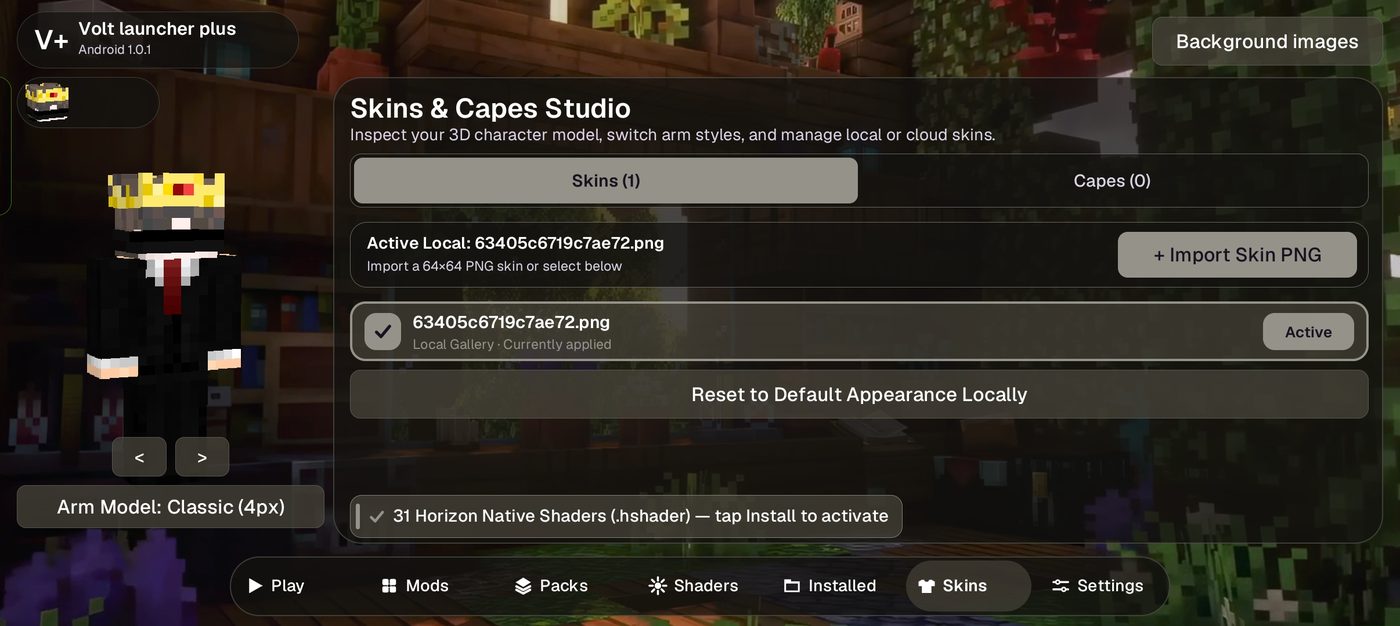 V+
Volt launcher plus
Android 1.0.1
Background images
Skins & Capes Studio
Inspect your 3D character model, switch arm styles, and manage local or cloud skins.
Skins (1)
Capes (0)
Active Local: 63405c6719c7ae72.png
Import a 64×64 PNG skin or select below
+ Import Skin PNG
63405c6719c7ae72.png
Local Gallery · Currently applied
Active
Reset to Default Appearance Locally
< >
Arm Model: Classic (4px)
31 Horizon Native Shaders (.hshader) — tap Install to activate
Play
Mods
Packs
Shaders
Installed
Skins
Settings